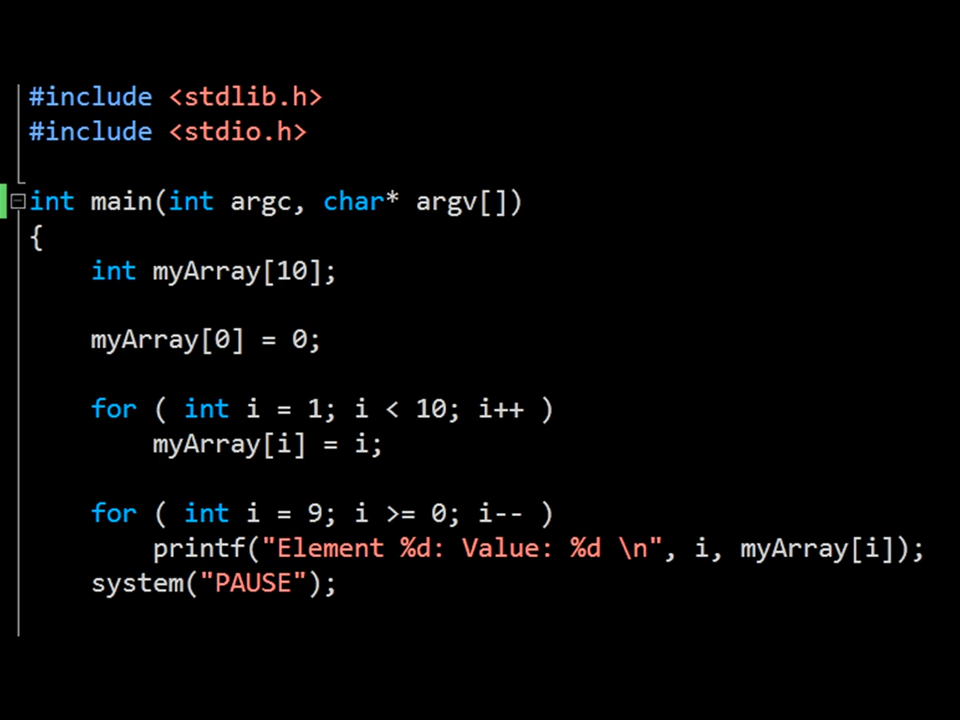 #include <stdlib.h>
#include <stdio.h>
int main(int argc, char* argv[])
{
int myArray[10];
myArray[0] = 0;
for ( int i = 1; i < 10; i++ )
myArray[i] = i;
for ( int i = 9; i >= 0; i-- )
printf("Element %d: Value: %d \n", i, myArray[i]);
system("PAUSE");